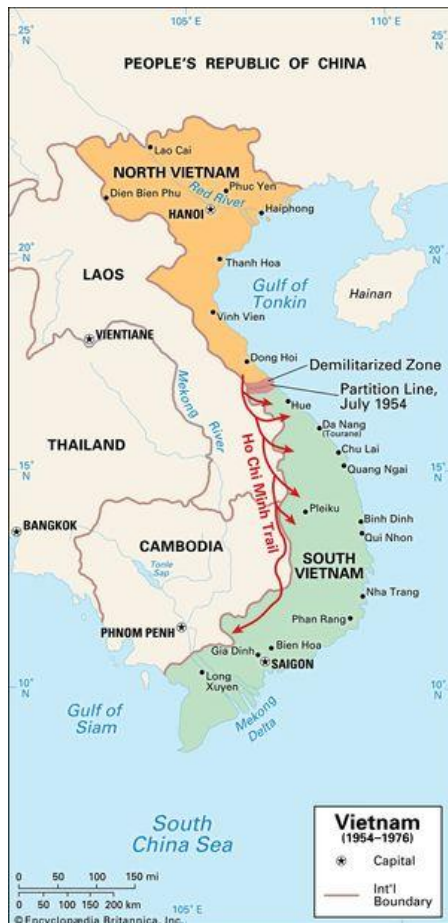 105°E
110°E
25°
N
25°
N
PEOPLE'S REPUBLIC OF CHINA
Lao Cai
NORTH VIETNAM
Red River
Phuc Yen
Dien Bien Phu
HANOI
Haiphong
20°
N
20°
N
LAOS
Thanh Hoa
Gulf of
Tonkin
Hainan
Vinh Vien
VIENTIANE
Dong Hoi
Demilitarized Zone
Mekong
River
Partition Line,
July 1954
Hue
THAILAND
Da Nang
(Tourane)
Chu Lai
15°
N
15°
N
Quang Ngai
Ho Chi Minh Trail
BANGKOK
Pleiku
Binh Dinh
Qui Nhon
CAMBODIA
Tonle
Sap
SOUTH
VIETNAM
Nha Trang
PHNOM PENH
Phan Rang
Gia Dinh
Bien Hoa
SAIGON
Long
Xuyen
10°
N
10°
N
Gulf of
Siam
Mekong
Delta
South
China Sea
Vietnam
(1954–1976)
Capital
Int'l
Boundary
0 50 100 150 mi
0 50 100 150 200 km
105°E
© Encyclopædia Britannica, Inc.